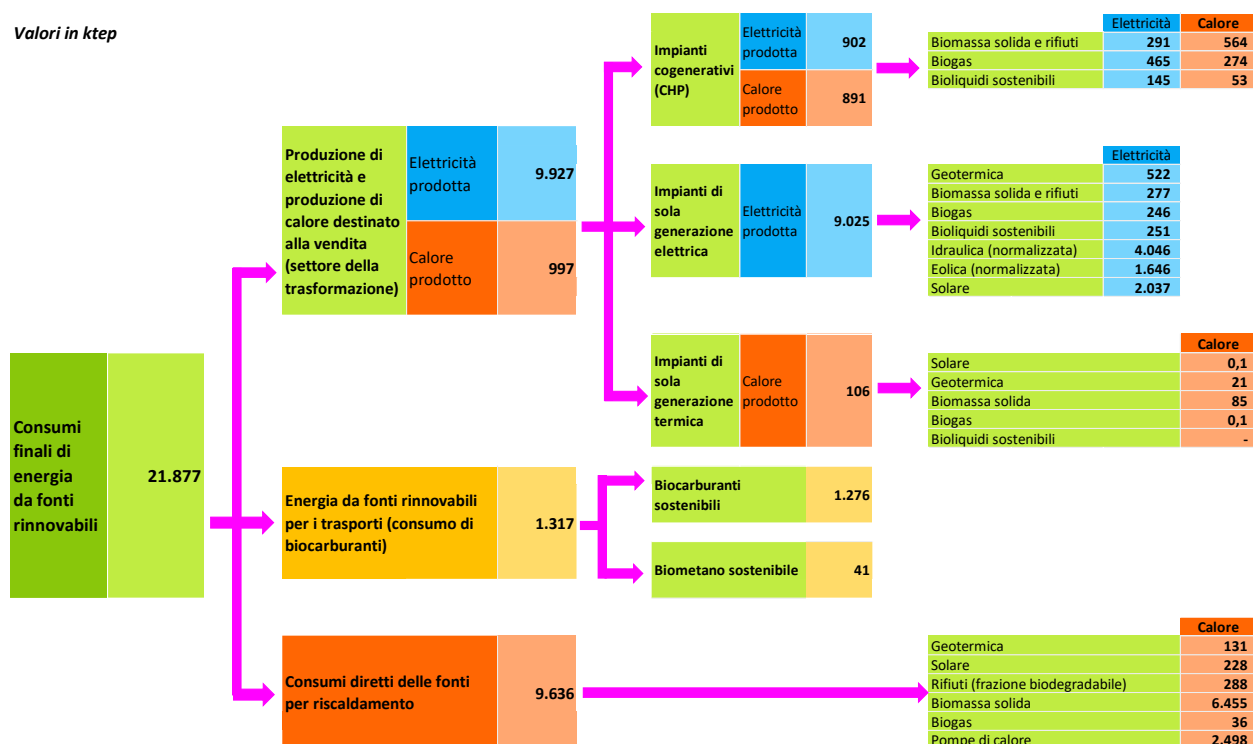 Valori in ktep
Consumi
finali di
energia
da fonti
rinnovabili
21.877
Produzione di
elettricità e
produzione di
calore destinato
alla vendita
(settore della
trasformazione)
Elettricità
prodotta
9.927
Calore
prodotto
997
Energia da fonti rinnovabili
per i trasporti (consumo di
biocarburanti)
1.317
Consumi diretti delle fonti
per riscaldamento
9.636
Impianti
cogenerativi
(CHP)
Elettricità
prodotta
902
Calore
prodotto
891
Impianti di
sola
generazione
elettrica
Elettricità
prodotta
9.025
Impianti di
sola
generazione
termica
Calore
prodotto
106
Biocarburanti
sostenibili
1.276
Biometano sostenibile
41
Elettricità Calore
Biomassa solida e rifiuti 291 564
Biogas 465 274
Bioliquidi sostenibili 145 53
Elettricità
Geotermica 522
Biomassa solida e rifiuti 277
Biogas 246
Bioliquidi sostenibili 251
Idraulica (normalizzata) 4.046
Eolica (normalizzata) 1.646
Solare 2.037
Calore
Solare 0,1
Geotermica 21
Biomassa solida 85
Biogas 0,1
Bioliquidi sostenibili -
Calore
Geotermica 131
Solare 228
Rifiuti (frazione biodegradabile) 288
Biomassa solida 6.455
Biogas 36
Pompe di calore 2.498